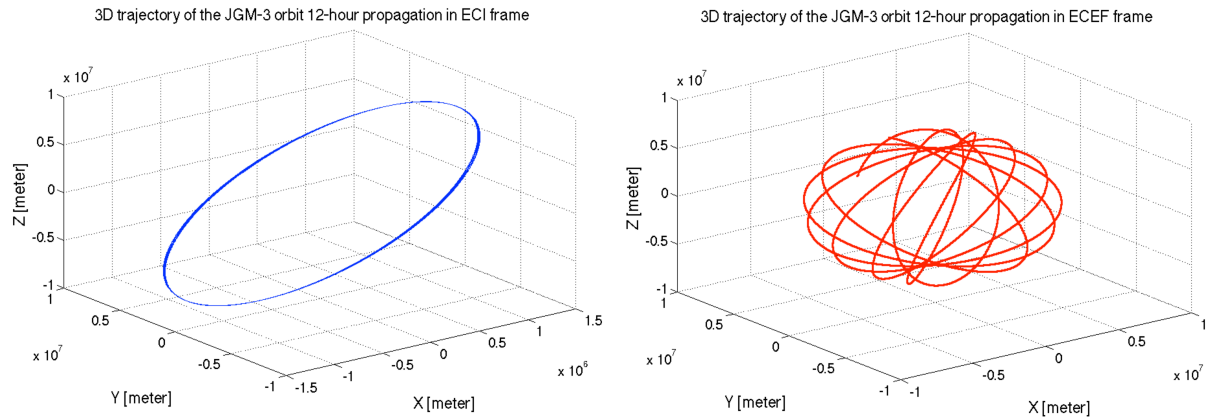 3D trajectory of the JGM-3 orbit 12-hour propagation in ECI frame
x 10^7
1
0.5
0
-0.5
-1
Z [meter]
1
0.5
0
-0.5
-1
x 10^7
Y [meter]
-1.5
-1
-0.5
0
0.5
1
1.5
x 10^6
X [meter]
3D trajectory of the JGM-3 orbit 12-hour propagation in ECEF frame
x 10^7
1
0.5
0
-0.5
-1
Z [meter]
1
0.5
0
-0.5
-1
x 10^7
Y [meter]
-1
-0.5
0
0.5
1
x 10^7
X [meter]